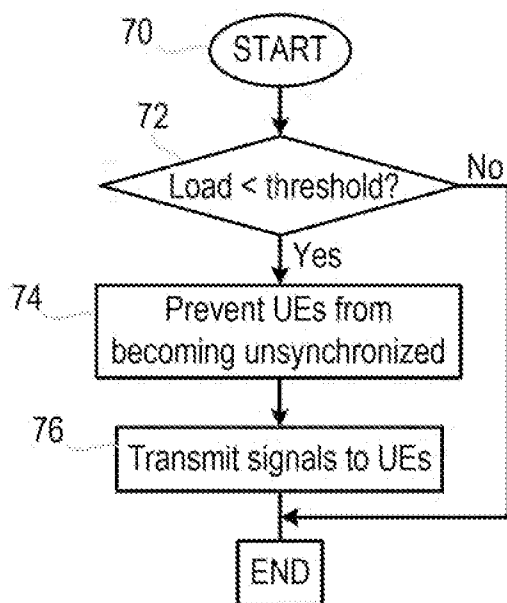 70
START
72
Load < threshold?
No
Yes
74
Prevent UEs from
becoming unsynchronized
76
Transmit signals to UEs
END